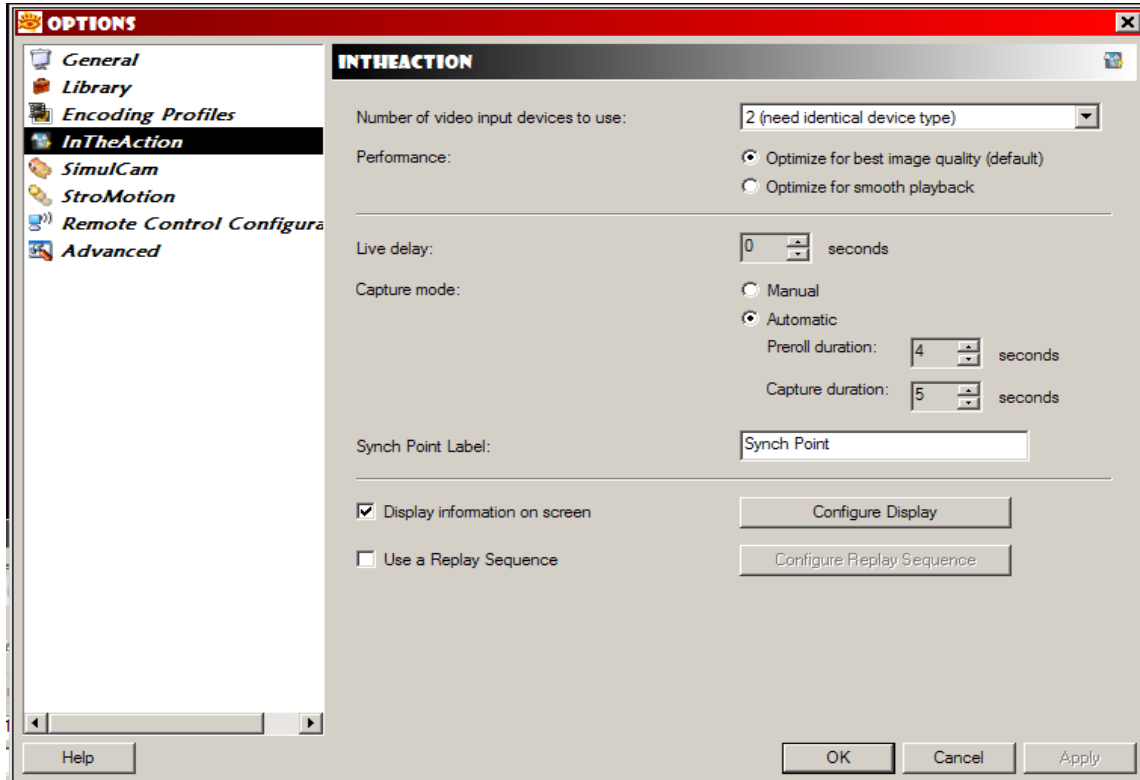 OPTIONS
General
Library
Encoding Profiles
InTheAction
SimulCam
StroMotion
Remote Control Configura
Advanced
INTHEACTION
Number of video input devices to use: 2 (need identical device type)
Performance: Optimize for best image quality (default)
Optimize for smooth playback
Live delay: 0 seconds
Capture mode: Manual
Automatic
Preroll duration: 4 seconds
Capture duration: 5 seconds
Synch Point Label: Synch Point
Display information on screen Configure Display
Use a Replay Sequence Configure Replay Sequence
Help OK Cancel Apply